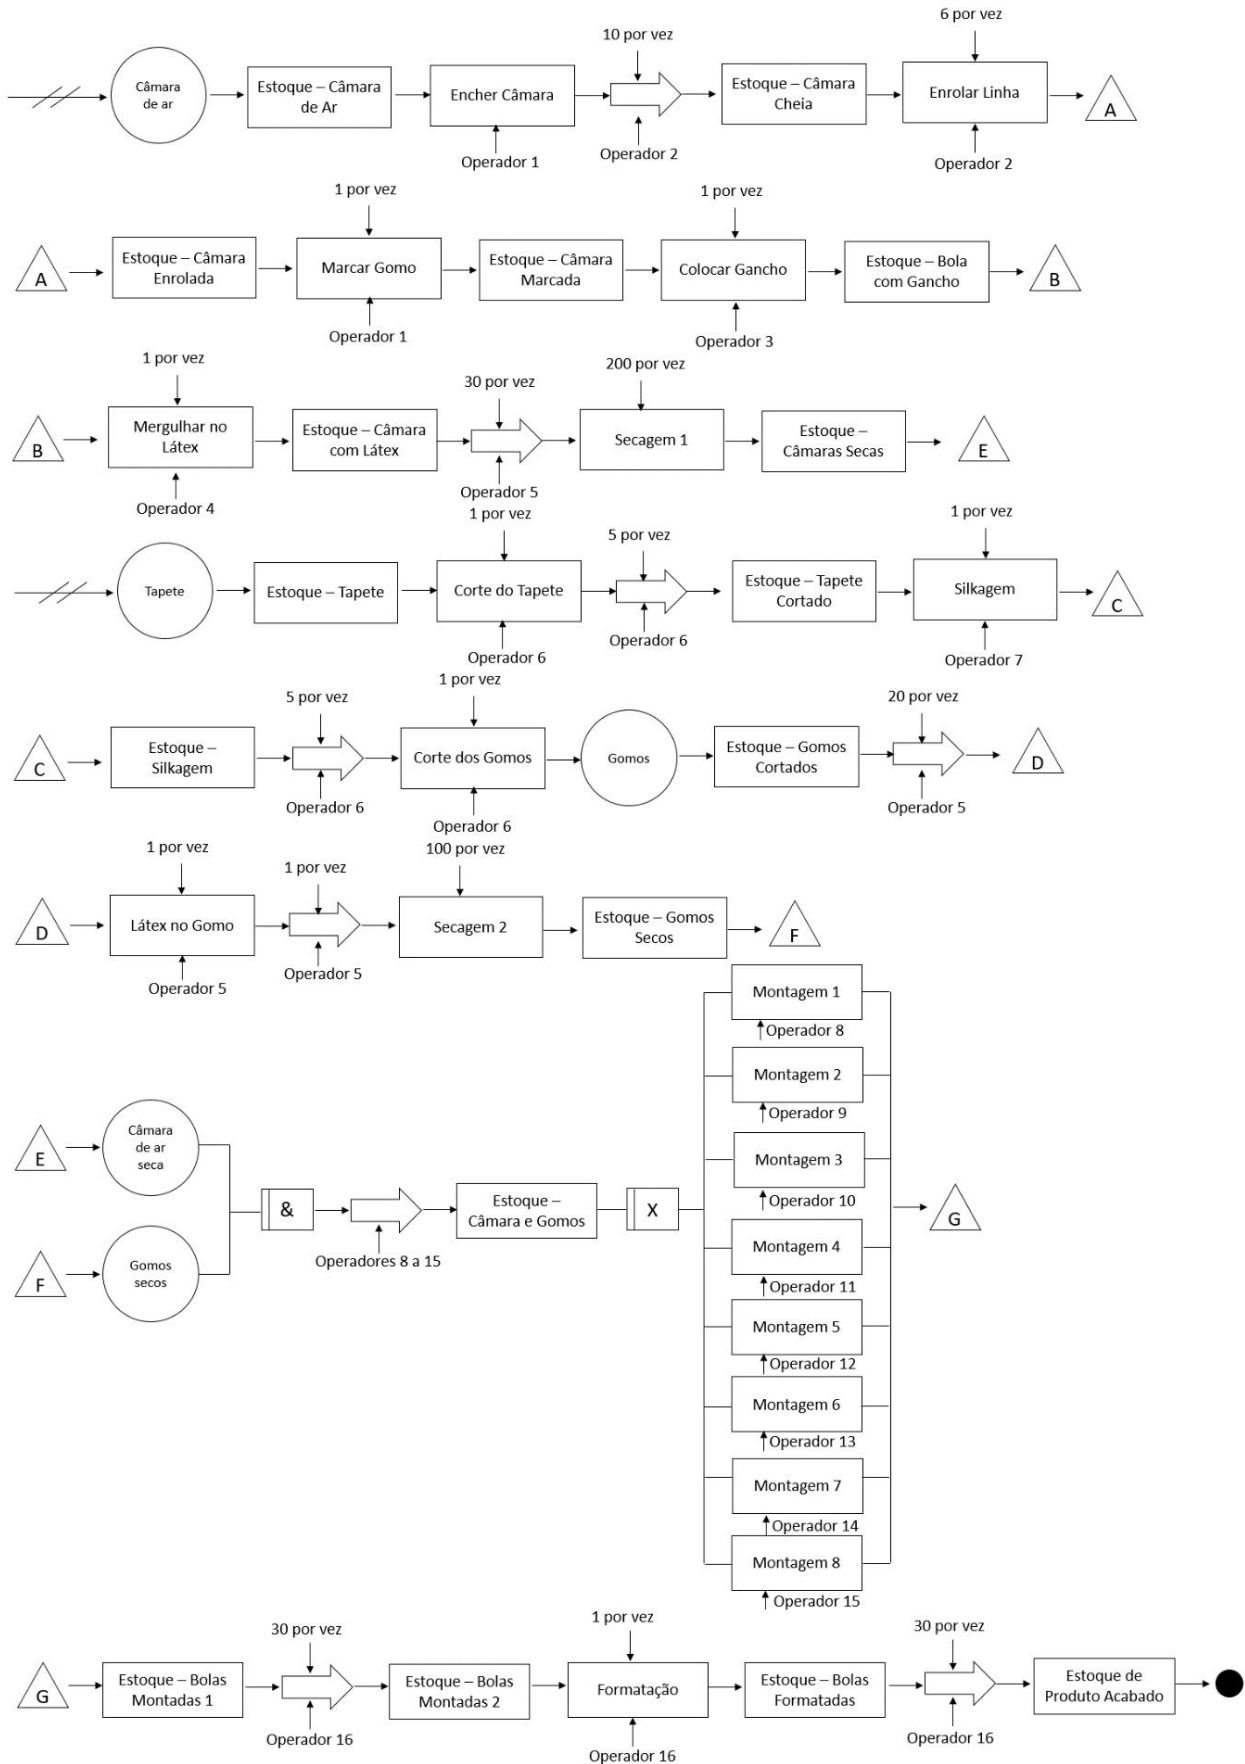 10 por vez
6 por vez
Câmara
de ar
Estoque – Câmara
de Ar
Encher Câmara
Estoque – Câmara
Cheia
Enrolar Linha
A
Operador 1
Operador 2
Operador 2
1 por vez
1 por vez
A
Estoque – Câmara
Enrolada
Marcar Gomo
Estoque – Câmara
Marcada
Colocar Gancho
Estoque – Bola
com Gancho
B
Operador 1
Operador 3
1 por vez
30 por vez
200 por vez
B
Mergulhar no
Látex
Estoque – Câmara
com Látex
Secagem 1
Estoque –
Câmaras Secas
E
Operador 4
Operador 5
1 por vez
5 por vez
1 por vez
Tapete
Estoque – Tapete
Corte do Tapete
Estoque – Tapete
Cortado
Silkagem
C
Operador 6
Operador 6
Operador 7
5 por vez
1 por vez
20 por vez
C
Estoque –
Silkagem
Corte dos Gomos
Gomos
Estoque – Gomos
Cortados
D
Operador 6
Operador 6
Operador 5
1 por vez
1 por vez
100 por vez
D
Látex no Gomo
Secagem 2
Estoque – Gomos
Secos
F
Operador 5
Operador 5
E
Câmara
de ar
seca
F
Gomos
secos
&
Operadores 8 a 15
Estoque –
Câmara e Gomos
X
Montagem 1
Operador 8
Montagem 2
Operador 9
Montagem 3
Operador 10
Montagem 4
Operador 11
Montagem 5
Operador 12
Montagem 6
Operador 13
Montagem 7
Operador 14
Montagem 8
Operador 15
G
30 por vez
1 por vez
30 por vez
G
Estoque – Bolas
Montadas 1
Estoque – Bolas
Montadas 2
Formatação
Estoque – Bolas
Formatadas
Estoque de
Produto Acabado
Operador 16
Operador 16
Operador 16